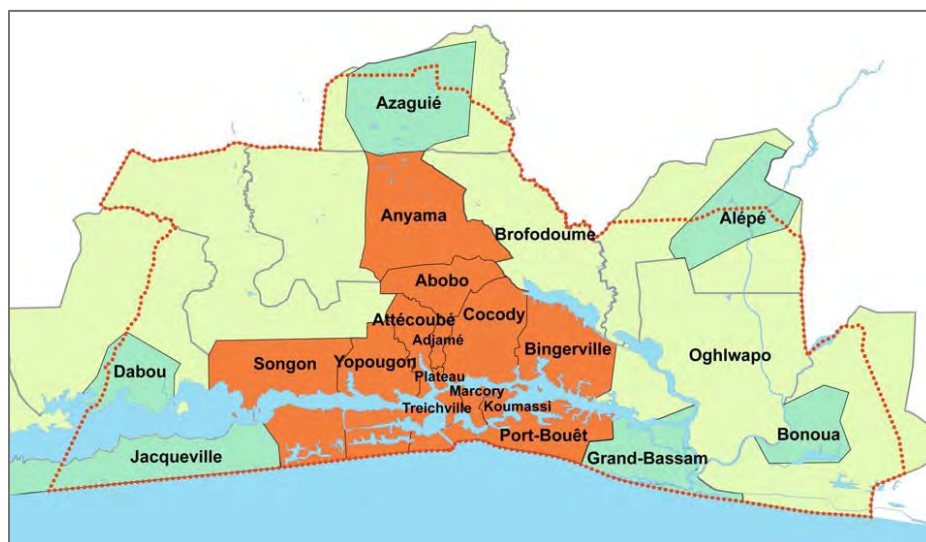 Azaguié
Anyama
Alépé
Brofodoume
Abobo
Cocody
Attécoubé
Adjamé
Bingerville
Oghlwapo
Songon
Yopougon
Dabou
Plateau
Marcory
Treichville
Koumassi
Port-Bouêt
Bonoua
Jacqueville
Grand-Bassam